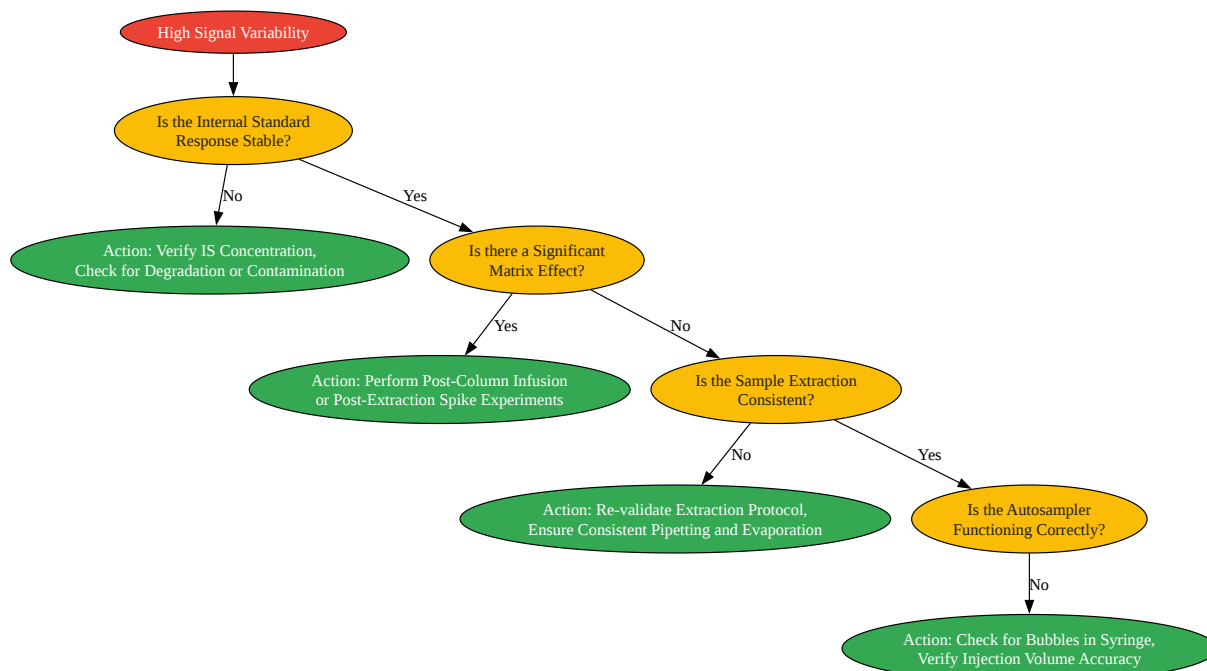 High Signal Variability
Is the Internal Standard
Response Stable?
No
Yes
Action: Verify IS Concentration,
Check for Degradation or Contamination
Is there a Significant
Matrix Effect?
Yes
No
Action: Perform Post-Column Infusion
or Post-Extraction Spike Experiments
Is the Sample Extraction
Consistent?
No
Yes
Action: Re-validate Extraction Protocol,
Ensure Consistent Pipetting and Evaporation
Is the Autosampler
Functioning Correctly?
No
Action: Check for Bubbles in Syringe,
Verify Injection Volume Accuracy